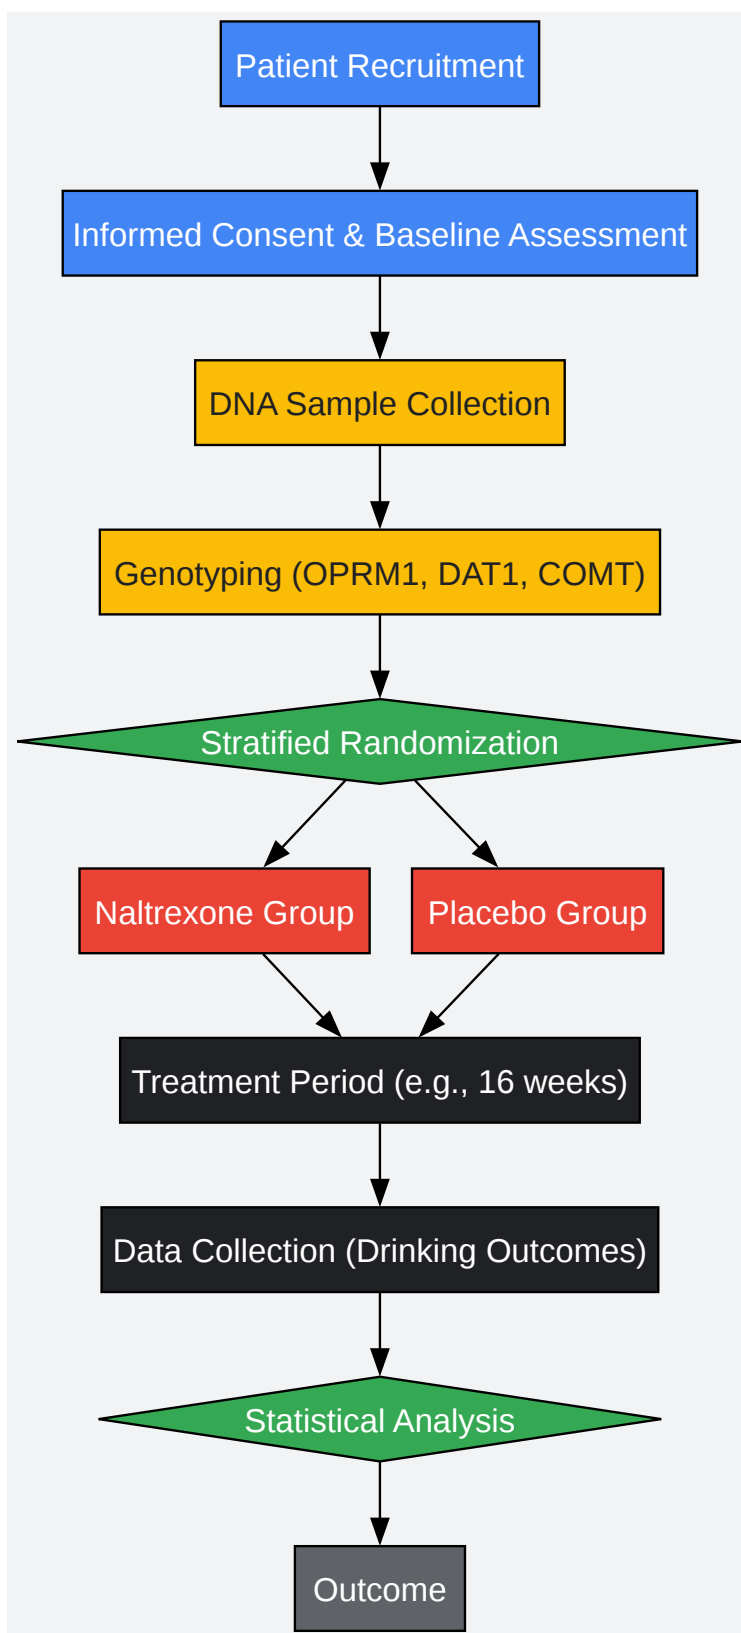 Patient Recruitment
Informed Consent & Baseline Assessment
DNA Sample Collection
Genotyping (OPRM1, DAT1, COMT)
Stratified Randomization
Naltrexone Group
Placebo Group
Treatment Period (e.g., 16 weeks)
Data Collection (Drinking Outcomes)
Statistical Analysis
Outcome